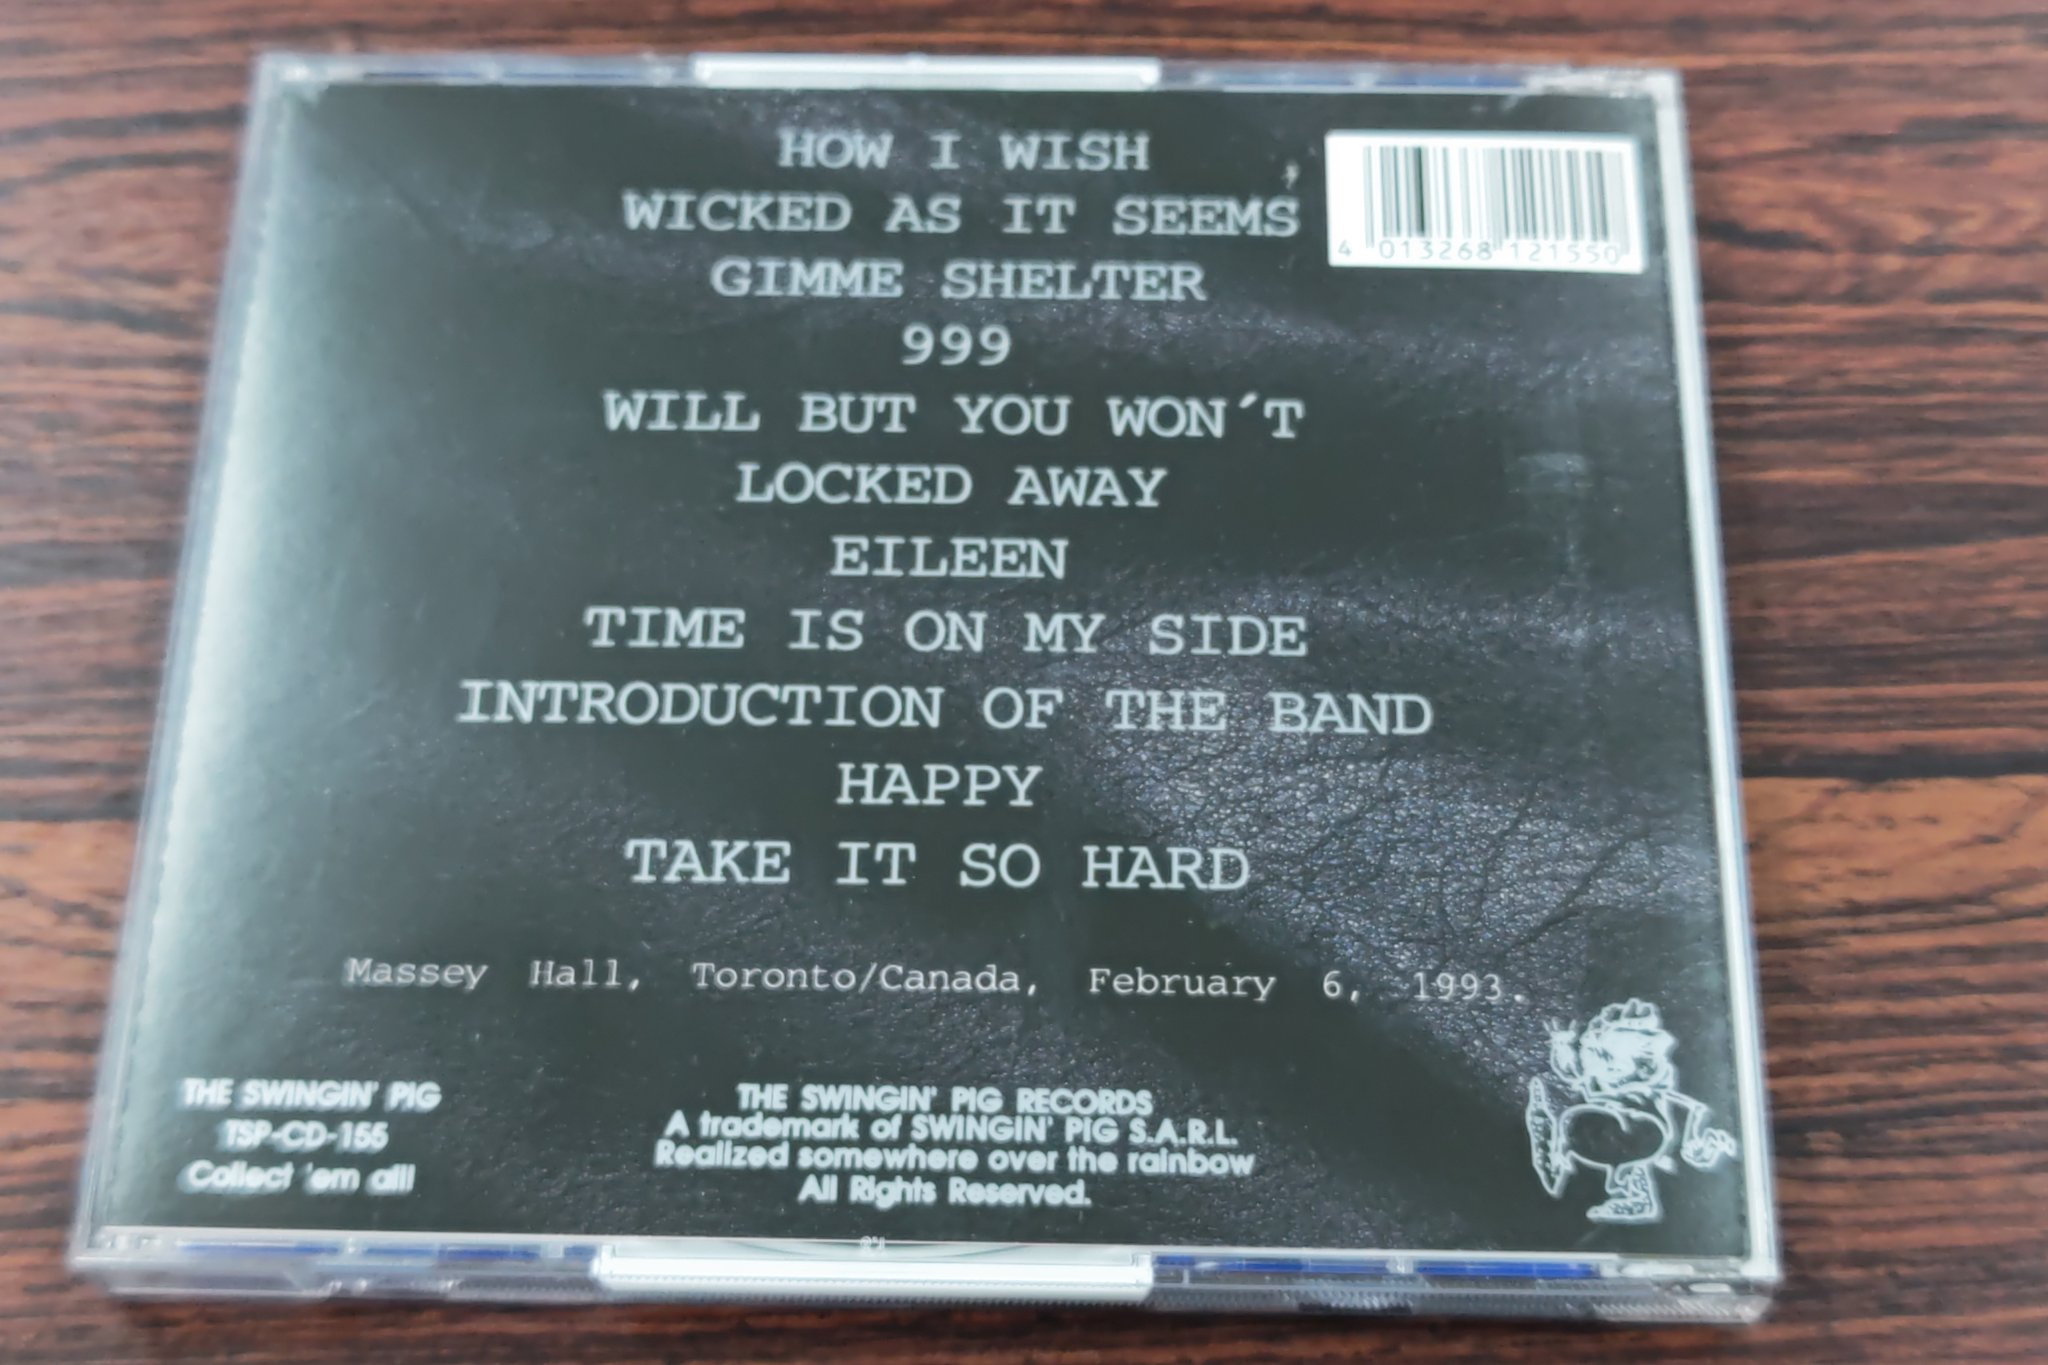 HOW I WISH
WICKED AS IT SEEMS
GIMME SHELTER
999
WILL BUT YOU WON´T
LOCKED AWAY
EILEEN
TIME IS ON MY SIDE
INTRODUCTION OF THE BAND
HAPPY
TAKE IT SO HARD
Massey Hall, Toronto/Canada, February 6, 1993.
4 013268 121550
THE SWINGIN' PIG
TSP-CD-155
Collect 'em all!
THE SWINGIN' PIG RECORDS
A trademark of SWINGIN' PIG S.A.R.L.
Realized somewhere over the rainbow
All Rights Reserved.